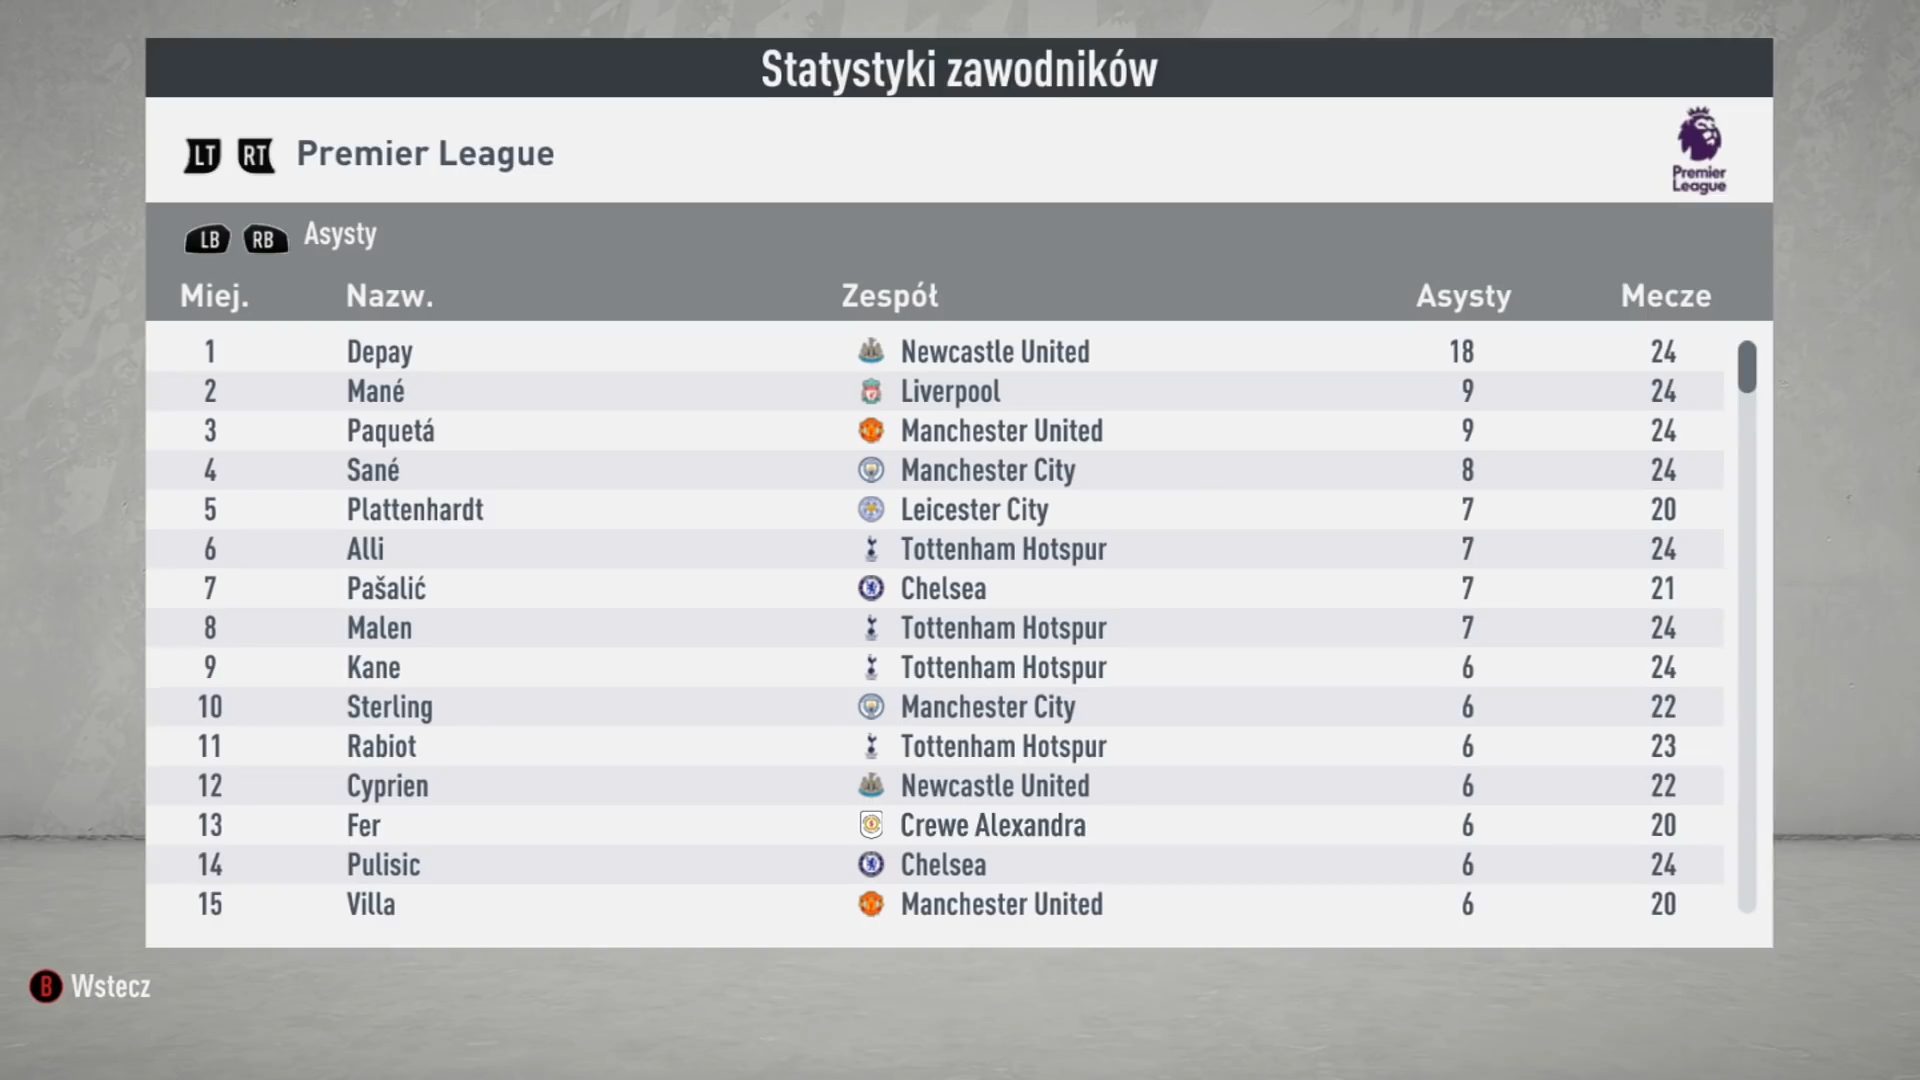 Statystyki zawodników
LT RT Premier League
Premier
League
LB RB Asysty
Miej. Nazw. Zespół Asysty Mecze
1 Depay Newcastle United 18 24
2 Mané Liverpool 9 24
3 Paquetá Manchester United 9 24
4 Sané Manchester City 8 24
5 Plattenhardt Leicester City 7 20
6 Alli Tottenham Hotspur 7 24
7 Pašalić Chelsea 7 21
8 Malen Tottenham Hotspur 7 24
9 Kane Tottenham Hotspur 6 24
10 Sterling Manchester City 6 22
11 Rabiot Tottenham Hotspur 6 23
12 Cyprien Newcastle United 6 22
13 Fer Crewe Alexandra 6 20
14 Pulisic Chelsea 6 24
15 Villa Manchester United 6 20
B Wstecz